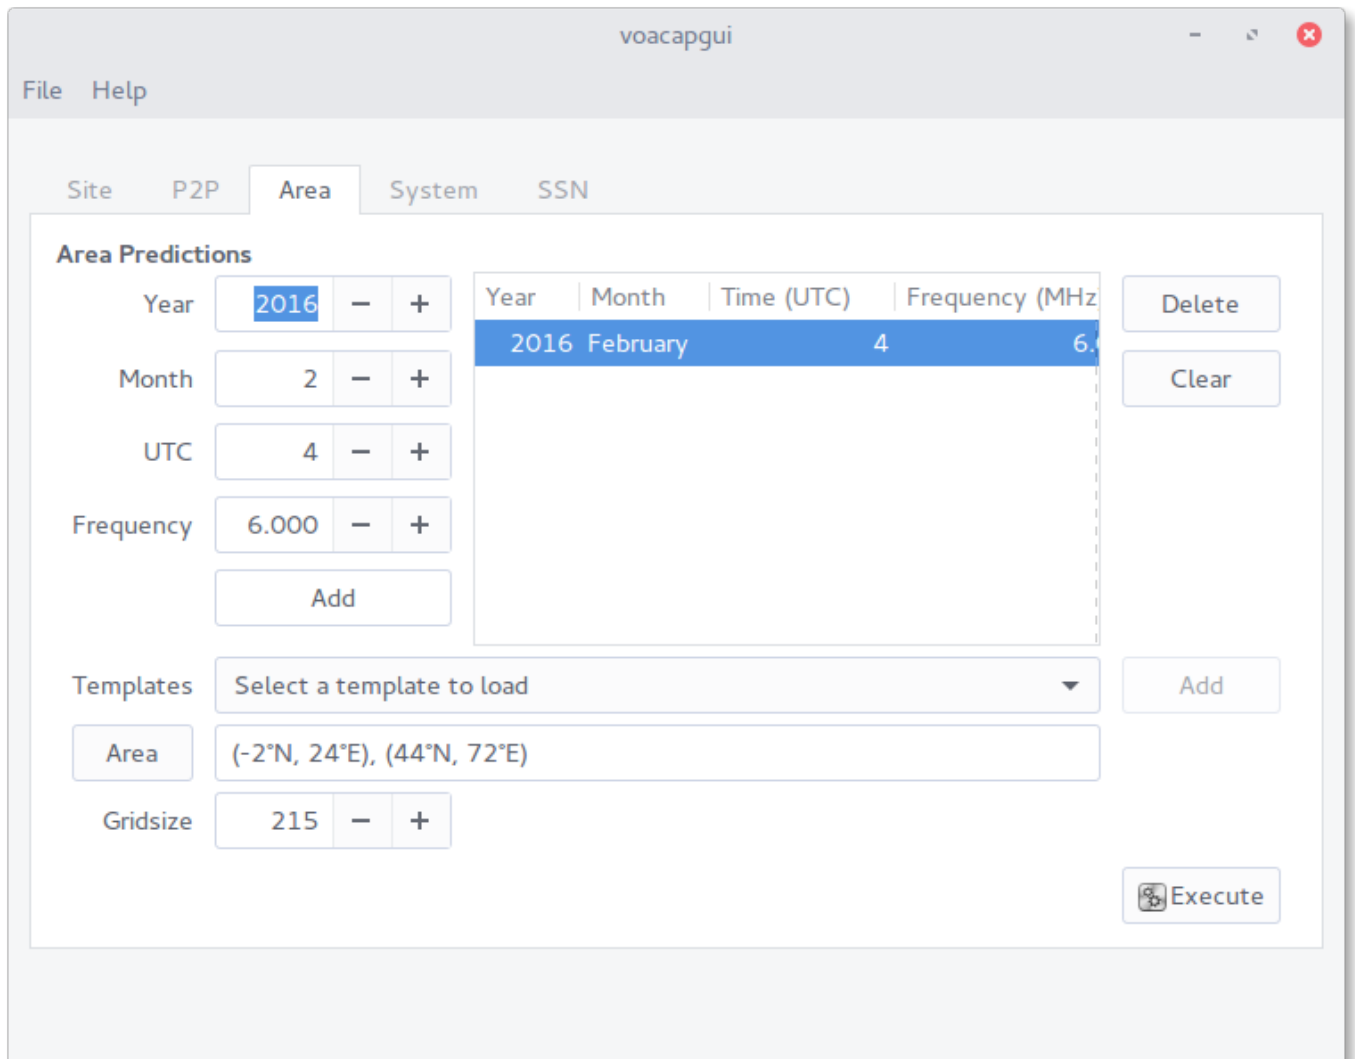 voacapgui
File Help
Site P2P Area System SSN
Area Predictions
Year 2016 − +
Month 2 − +
UTC 4 − +
Frequency 6.000 − +
Add
Year Month Time (UTC) Frequency (MHz
2016 February 4 6.
Delete
Clear
Templates Select a template to load Add
Area (-2°N, 24°E), (44°N, 72°E)
Gridsize 215 − +
Execute